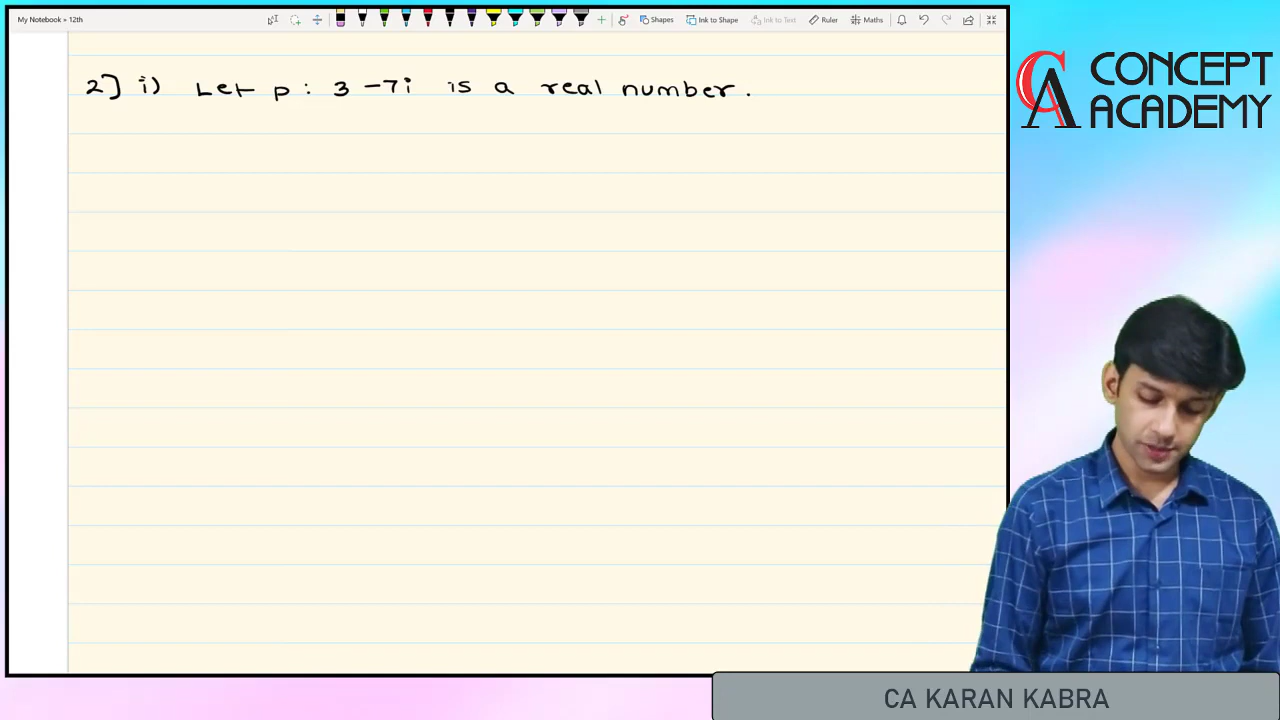 My Notebook » 12th
Shapes Ink to Shape Ink to Text Ruler Maths
2] i) Let p : 3 -7i is a real number.
CONCEPT
ACADEMY
CA KARAN KABRA